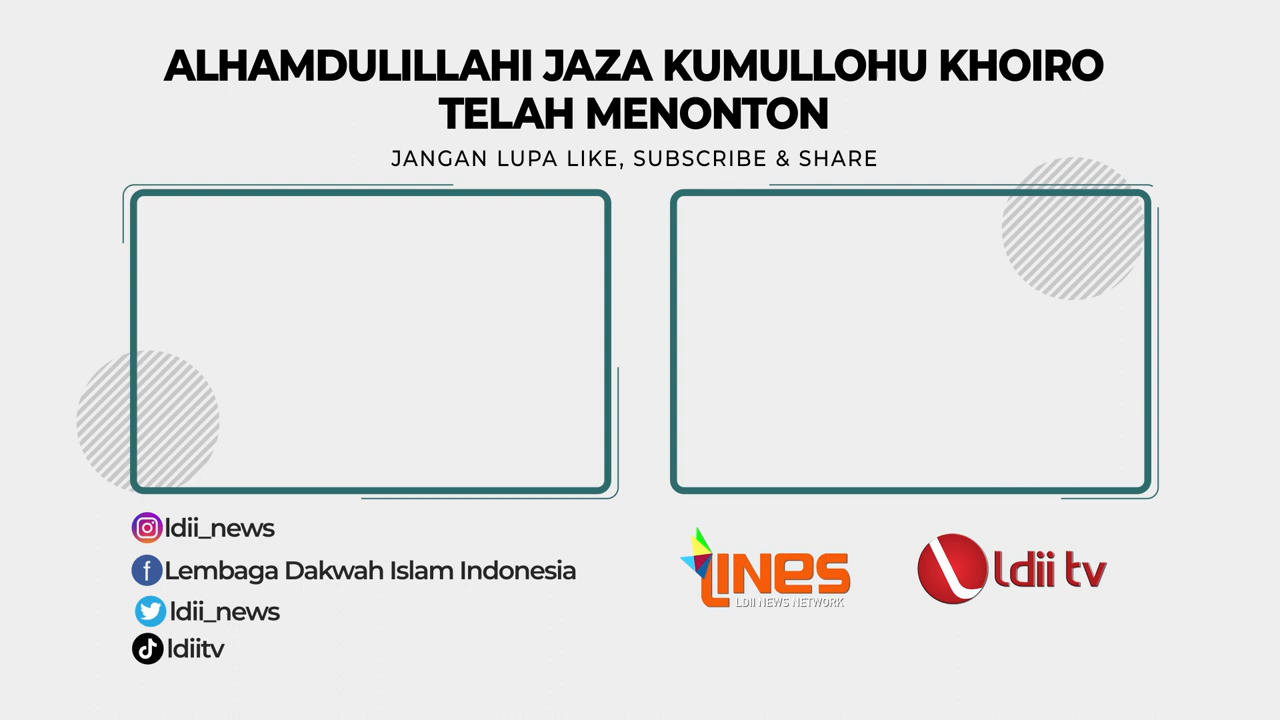 ALHAMDULILLAHI JAZA KUMULLOHU KHOIRO
TELAH MENONTON
JANGAN LUPA LIKE, SUBSCRIBE & SHARE
ldii_news
Lembaga Dakwah Islam Indonesia
ldii_news
ldiitv
LINES
LDII NEWS NETWORK
ldii tv